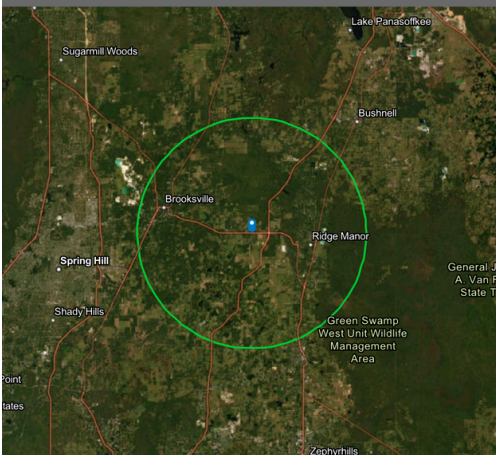 Lake Panasoffkee
Sugarmill Woods
Bushnell
Brooksville
Ridge Manor
Spring Hill
General J
A. Van F
State T
Shady Hills
Green Swamp
West Unit Wildlife
Management
Area
Point
tates
Zephyrhills